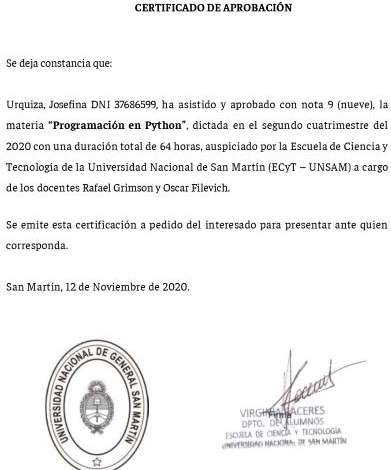 CERTIFICADO DE APROBACIÓN
Se deja constancia que:
Urquiza, Josefina DNI 37686599, ha asistido y aprobado con nota 9 (nueve), la
materia “Programación en Python”, dictada en el segundo cuatrimestre del
2020 con una duración total de 64 horas, auspiciado por la Escuela de Ciencia y
Tecnología de la Universidad Nacional de San Martín (ECyT – UNSAM) a cargo
de los docentes Rafael Grimson y Oscar Filevich.
Se emite esta certificación a pedido del interesado para presentar ante quien
corresponda.
San Martín, 12 de Noviembre de 2020.
UNIVERSIDAD NACIONAL DE GENERAL SAN MARTÍN
Firma
VIRGINIA CACERES
DPTO. DE ALUMNOS
ESCUELA DE CIENCIA Y TECNOLOGÍA
UNIVERSIDAD NACIONAL DE SAN MARTÍN